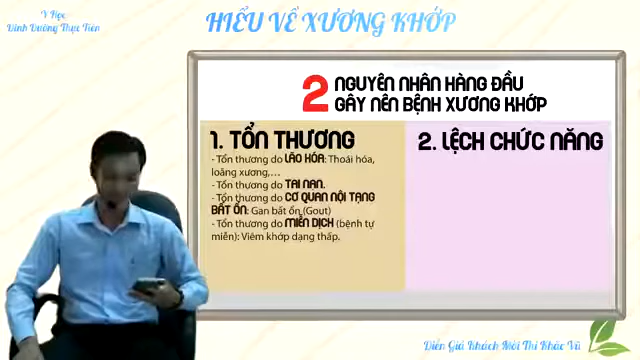 Y Học
Dinh Dưỡng Thực Tiễn
HIỂU VỀ XƯƠNG KHỚP
2 NGUYÊN NHÂN HÀNG ĐẦU
GÂY NÊN BỆNH XƯƠNG KHỚP
1. TỔN THƯƠNG
- Tổn thương do LÃO HÓA: Thoái hóa,
loãng xương,...
- Tổn thương do TAI NẠN.
- Tổn thương do CƠ QUAN NỘI TẠNG
BẤT ỔN: Gan bất ổn (Gout)
- Tổn thương do MIỄN DỊCH (bệnh tự
miễn): Viêm khớp dạng thấp.
2. LỆCH CHỨC NĂNG
Diễn Giả Khách Mời Thi Khắc Vũ